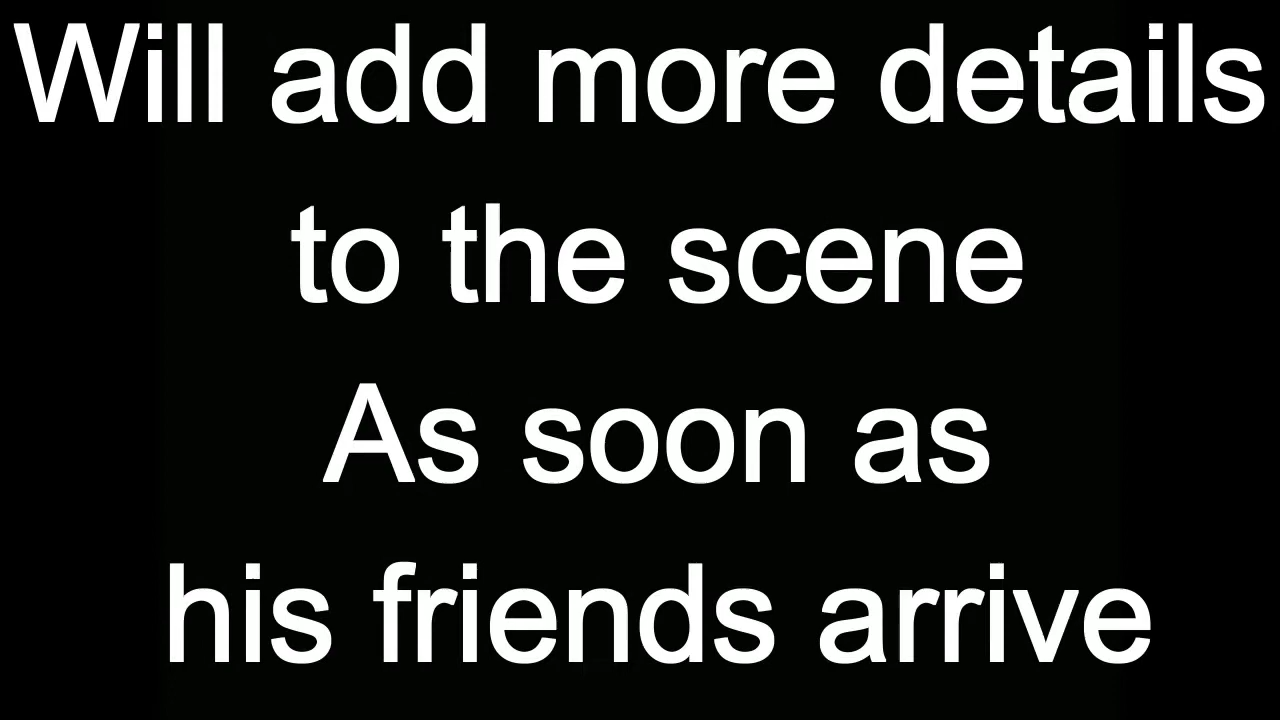 Will add more details
to the scene
As soon as
his friends arrive